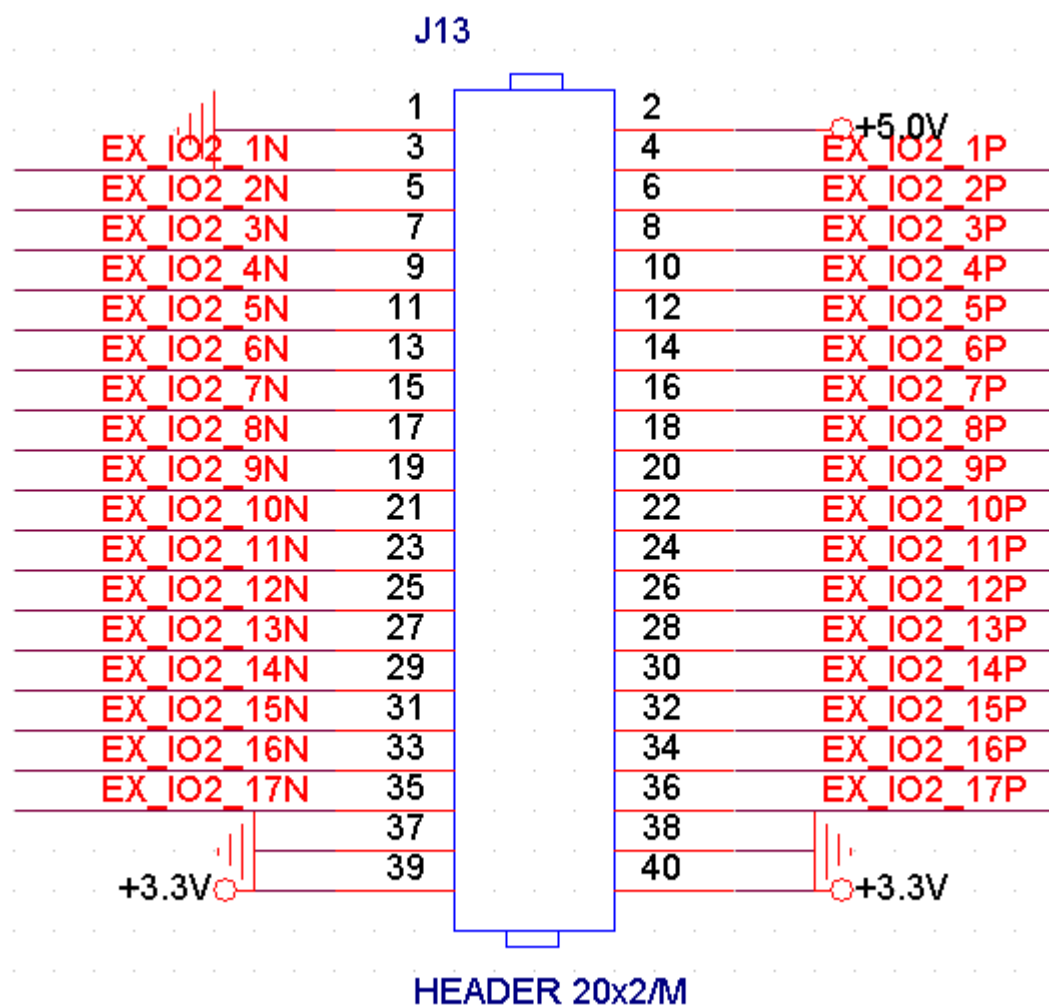 J13
1 2
+5.0V
EX_IO2_1N 3 4 EX_IO2_1P
EX_IO2_2N 5 6 EX_IO2_2P
EX_IO2_3N 7 8 EX_IO2_3P
EX_IO2_4N 9 10 EX_IO2_4P
EX_IO2_5N 11 12 EX_IO2_5P
EX_IO2_6N 13 14 EX_IO2_6P
EX_IO2_7N 15 16 EX_IO2_7P
EX_IO2_8N 17 18 EX_IO2_8P
EX_IO2_9N 19 20 EX_IO2_9P
EX_IO2_10N 21 22 EX_IO2_10P
EX_IO2_11N 23 24 EX_IO2_11P
EX_IO2_12N 25 26 EX_IO2_12P
EX_IO2_13N 27 28 EX_IO2_13P
EX_IO2_14N 29 30 EX_IO2_14P
EX_IO2_15N 31 32 EX_IO2_15P
EX_IO2_16N 33 34 EX_IO2_16P
EX_IO2_17N 35 36 EX_IO2_17P
37 38
39 40
+3.3V +3.3V
HEADER 20x2/M